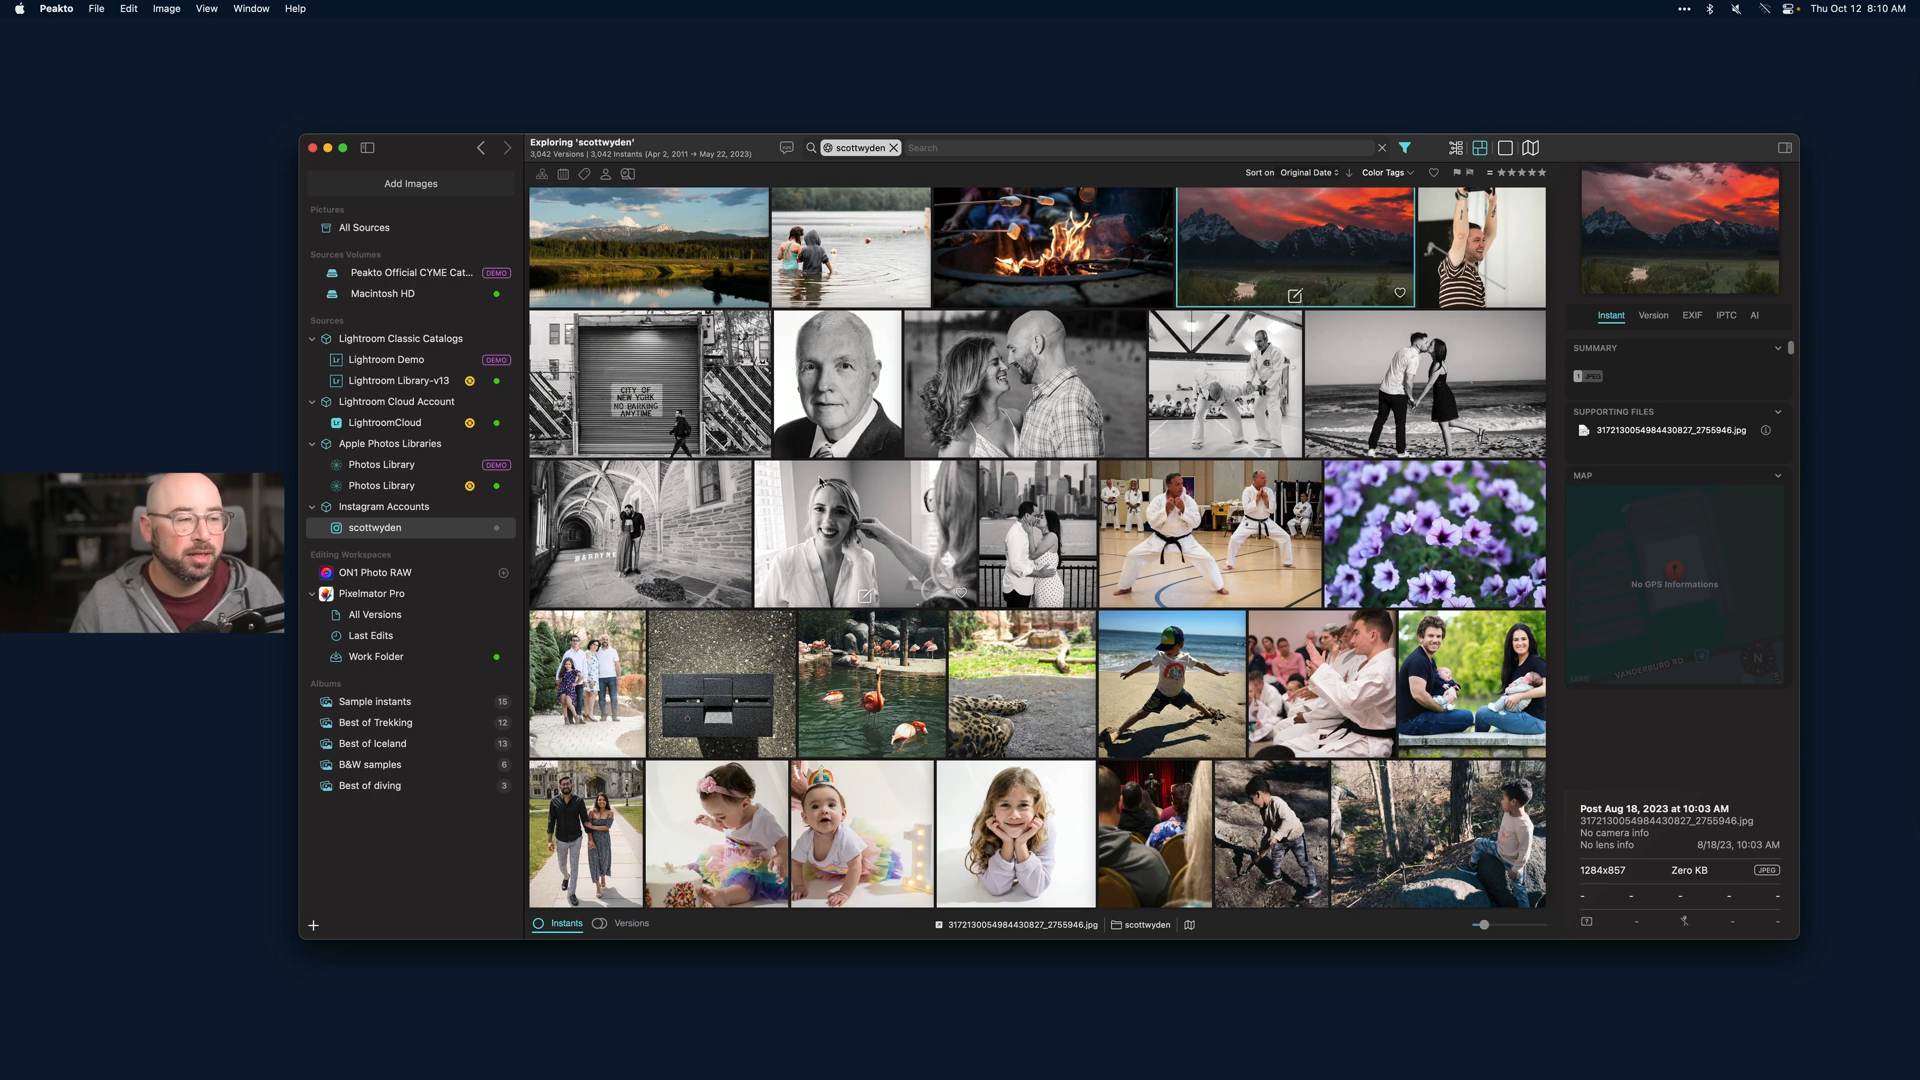 Peakto File Edit Image View Window Help
Thu Oct 12 8:10 AM
Add Images
Pictures
All Sources
Sources Volumes
Peakto Official CYME Cat... DEMO
Macintosh HD
Sources
Lightroom Classic Catalogs
Lightroom Demo DEMO
Lightroom Library-v13
Lightroom Cloud Account
LightroomCloud
Apple Photos Libraries
Photos Library DEMO
Photos Library
Instagram Accounts
scottwyden
Editing Workspaces
ON1 Photo RAW
Pixelmator Pro
All Versions
Last Edits
Work Folder
Albums
Sample instants 15
Best of Trekking 12
Best of Iceland 13
B&W samples 6
Best of diving 3
Exploring 'scottwyden'
3,042 Versions | 3,042 Instants (Apr 2, 2011 → May 22, 2023)
scottwyden
Search
Sort on Original Date
Color Tags
CITY OF
NEW YORK
NO PARKING
ANYTIME
MARRY ME
Instants
Versions
3172130054984430827_2755946.jpg
scottwyden
Instant Version EXIF IPTC AI
SUMMARY
1 JPEG
SUPPORTING FILES
3172130054984430827_2755946.jpg
MAP
No GPS Informations
VANDERBURG RD
N
Post Aug 18, 2023 at 10:03 AM
3172130054984430827_2755946.jpg
No camera info
No lens info 8/18/23, 10:03 AM
1284x857 Zero KB JPEG